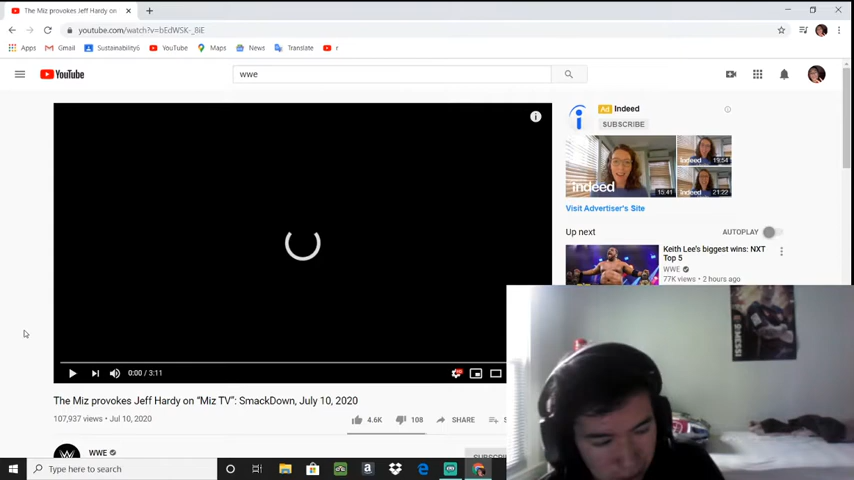 The Miz provokes Jeff Hardy on
youtube.com/watch?v=bEdWSK-_8iE
Apps
Gmail
Sustainability6
YouTube
Maps
News
Translate
r
YouTube
wwe
Ad Indeed
SUBSCRIBE
indeed
15:41
19:54
indeed
21:22
Visit Advertiser's Site
Up next
AUTOPLAY
Keith Lee's biggest wins: NXT
Top 5
WWE
77K views • 2 hours ago
MESSI
0:00 / 3:11
The Miz provokes Jeff Hardy on "Miz TV": SmackDown, July 10, 2020
107,937 views • Jul 10, 2020
4.6K
108
SHARE
WWE
Type here to search